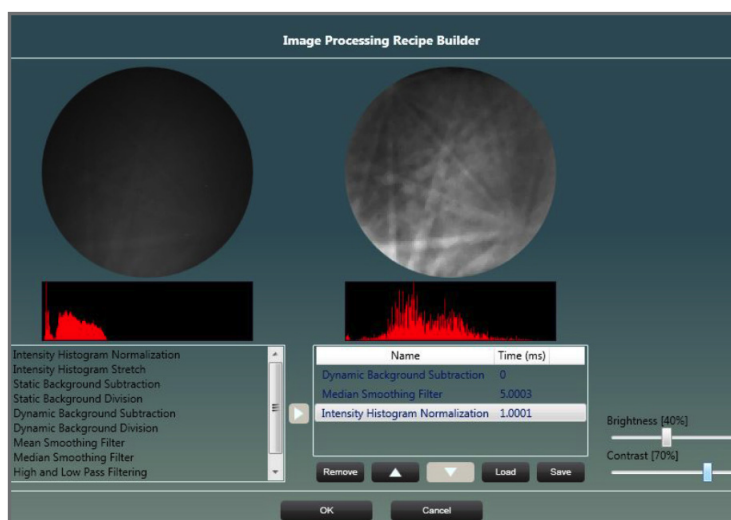 Image Processing Recipe Builder
Intensity Histogram Normalization
Intensity Histogram Stretch
Static Background Subtraction
Static Background Division
Dynamic Background Subtraction
Dynamic Background Division
Mean Smoothing Filter
Median Smoothing Filter
High and Low Pass Filtering
Name Time (ms)
Dynamic Background Subtraction 0
Median Smoothing Filter 5.0003
Intensity Histogram Normalization 1.0001
Remove Load Save
Brightness [40%]
Contrast [70%]
OK Cancel